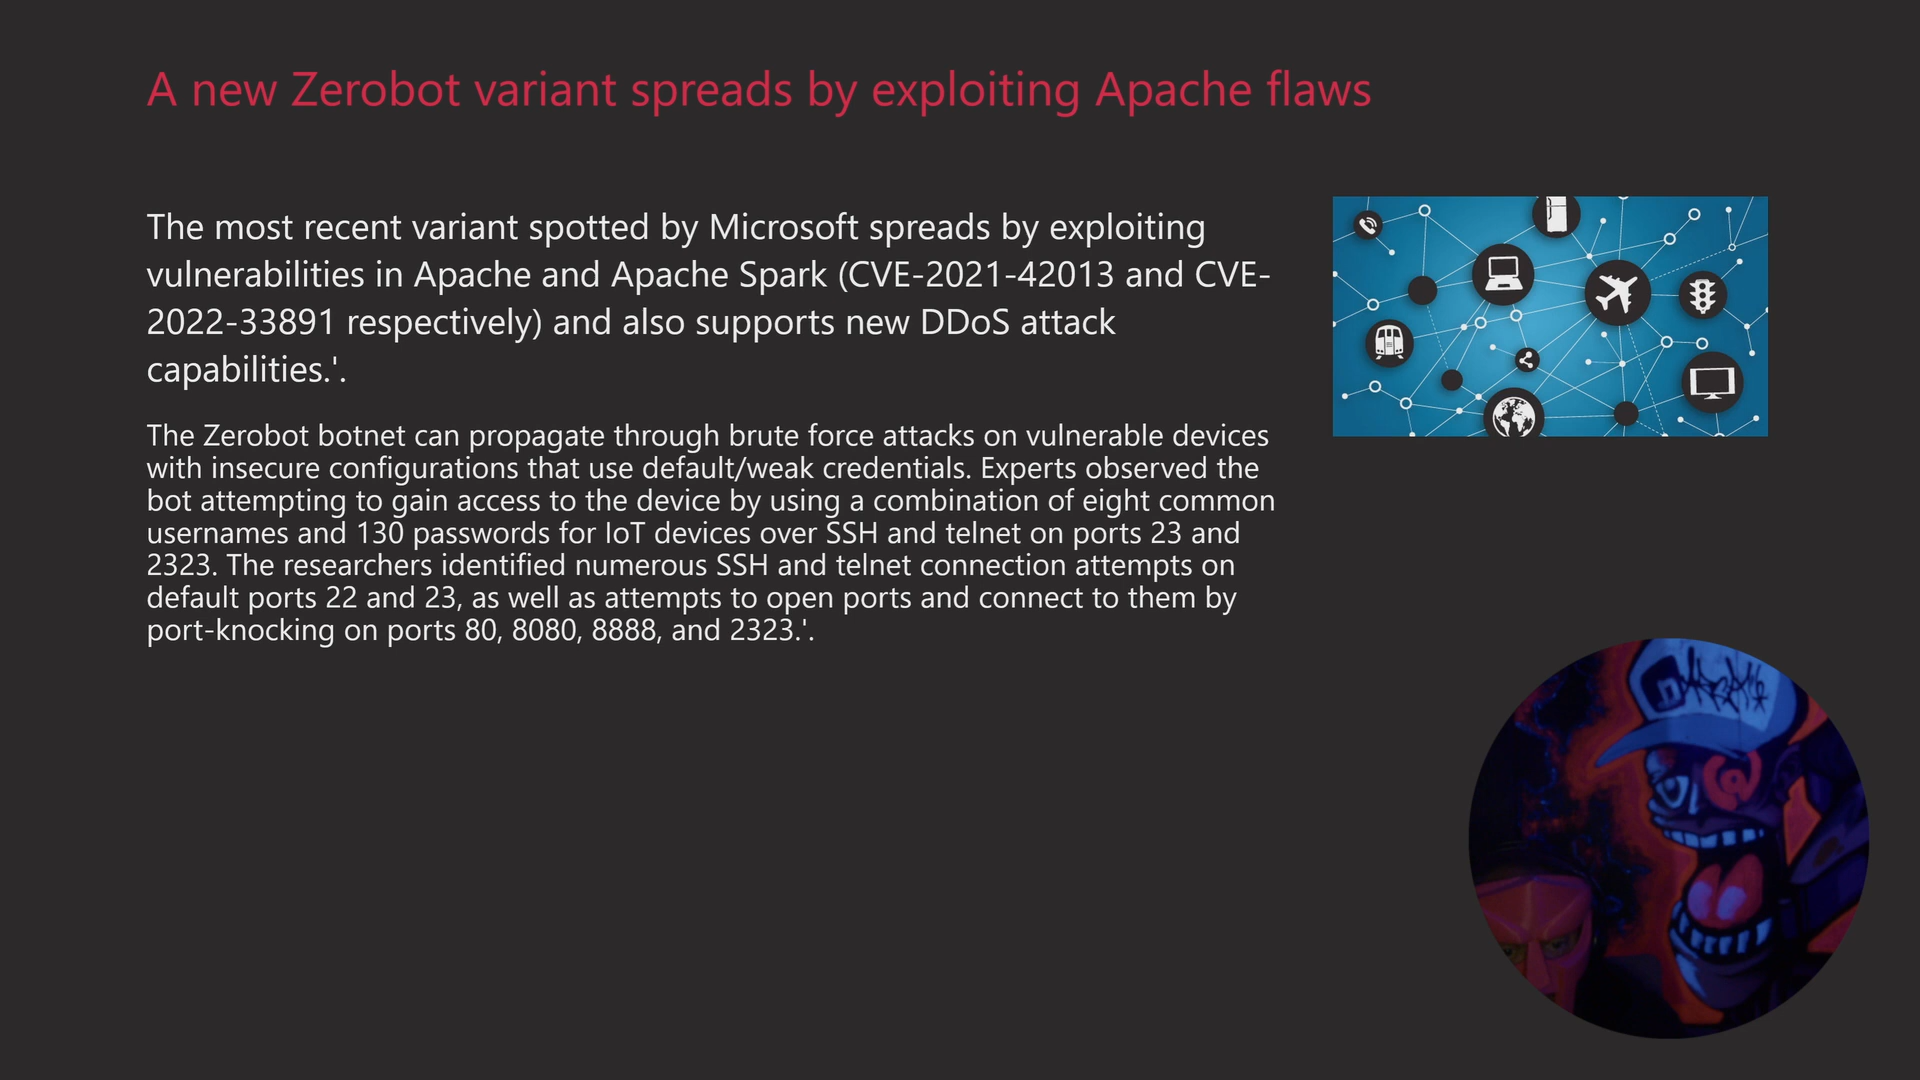 A new Zerobot variant spreads by exploiting Apache flaws
The most recent variant spotted by Microsoft spreads by exploiting
vulnerabilities in Apache and Apache Spark (CVE-2021-42013 and CVE-
2022-33891 respectively) and also supports new DDoS attack
capabilities.'.
The Zerobot botnet can propagate through brute force attacks on vulnerable devices
with insecure configurations that use default/weak credentials. Experts observed the
bot attempting to gain access to the device by using a combination of eight common
usernames and 130 passwords for IoT devices over SSH and telnet on ports 23 and
2323. The researchers identified numerous SSH and telnet connection attempts on
default ports 22 and 23, as well as attempts to open ports and connect to them by
port-knocking on ports 80, 8080, 8888, and 2323.'.